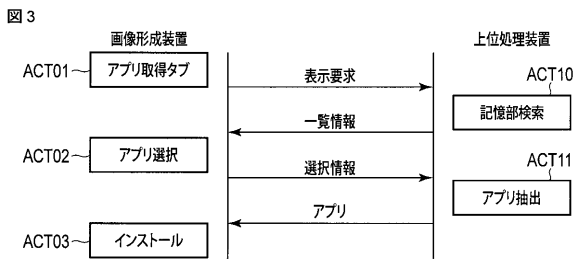 図3
画像形成装置
上位処理装置
ACT01
アプリ取得タブ
表示要求
ACT10
記憶部検索
一覧情報
ACT02
アプリ選択
選択情報
ACT11
アプリ抽出
アプリ
ACT03
インストール